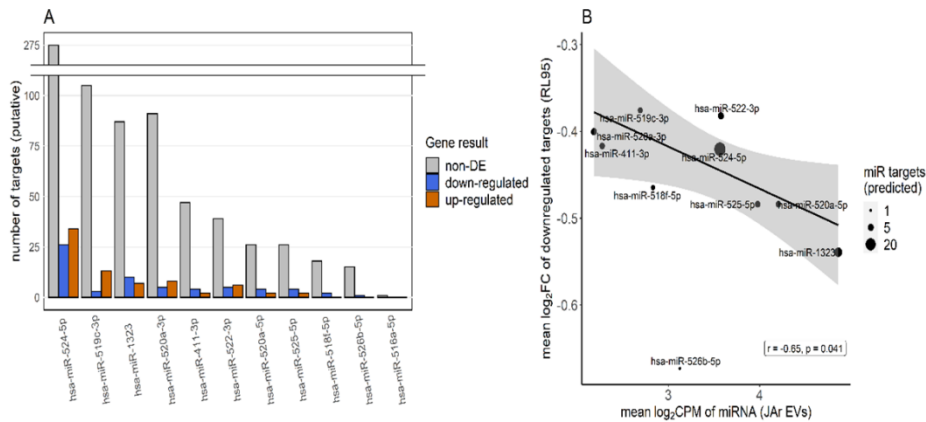 A
number of targets (putative)
275
100
75
50
25
0
hsa-miR-524-5p
hsa-miR-519c-3p
hsa-miR-1323
hsa-miR-520a-3p
hsa-miR-411-3p
hsa-miR-522-3p
hsa-miR-520a-5p
hsa-miR-525-5p
hsa-miR-518f-5p
hsa-miR-526b-5p
hsa-miR-516a-5p
Gene result
non-DE
down-regulated
up-regulated
B
mean log₂FC of downregulated targets (RL95)
-0.3
-0.4
-0.5
-0.6
hsa-miR-522-3p
hsa-miR-519c-3p
hsa-miR-520a-3p
hsa-miR-411-3p
hsa-miR-524-5p
hsa-miR-518f-5p
hsa-miR-525-5p
hsa-miR-520a-5p
hsa-miR-1323
hsa-miR-526b-5p
r = -0.65, p = 0.041
3
4
mean log₂CPM of miRNA (JAr EVs)
miR targets
(predicted)
1
5
20